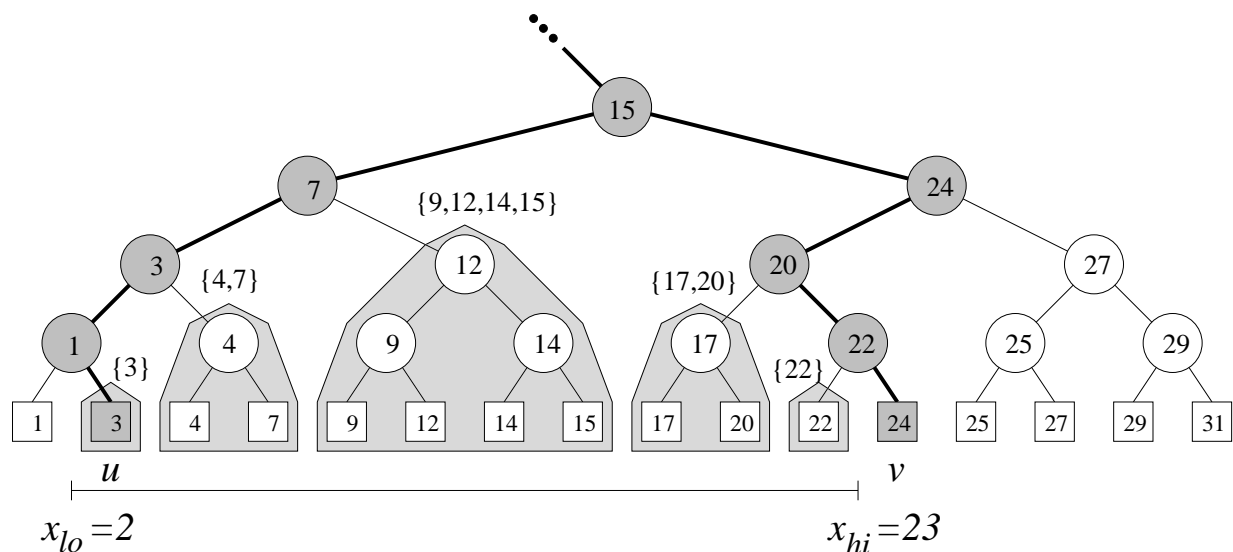 15
7 24
{9,12,14,15}
3 {4,7} 12 {17,20} 20 27
1 {3} 4 9 14 17 {22} 22 25 29
1 3 4 7 9 12 14 15 17 20 22 24 25 27 29 31
u v
x_lo =2 x_hi =23